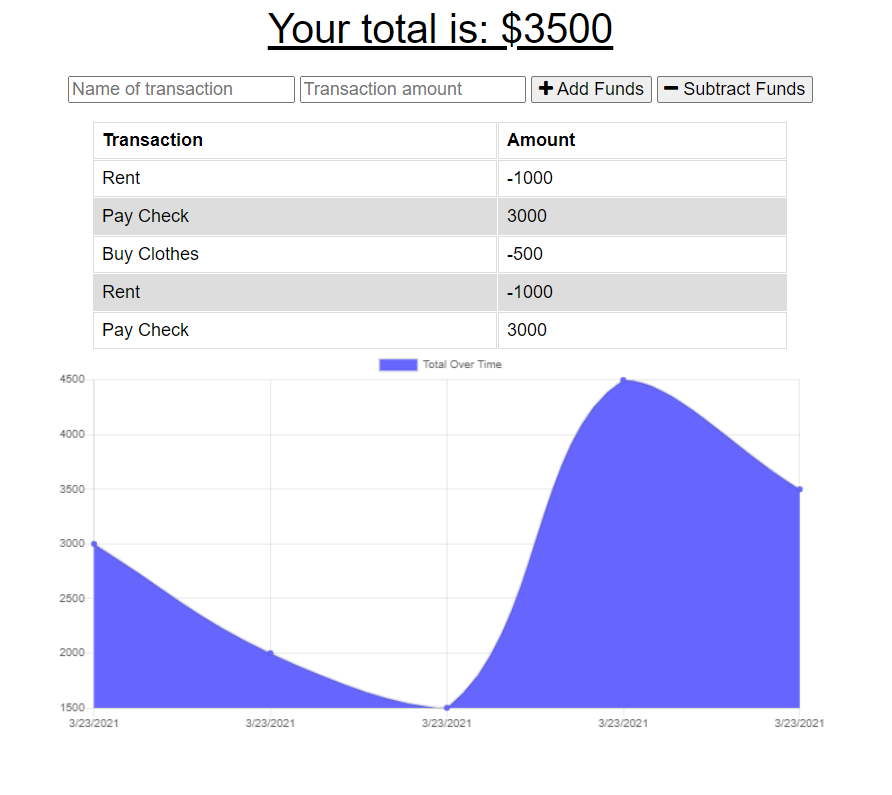 Your total is: $3500
Name of transaction Transaction amount Add Funds Subtract Funds
Transaction Amount
Rent -1000
Pay Check 3000
Buy Clothes -500
Rent -1000
Pay Check 3000
Total Over Time
4500
4000
3500
3000
2500
2000
1500
3/23/2021 3/23/2021 3/23/2021 3/23/2021 3/23/2021